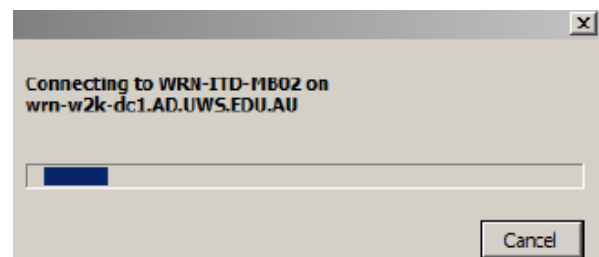 Connecting to WRN-ITD-MB02 on
wrn-w2k-dc1.AD.UWS.EDU.AU
Cancel